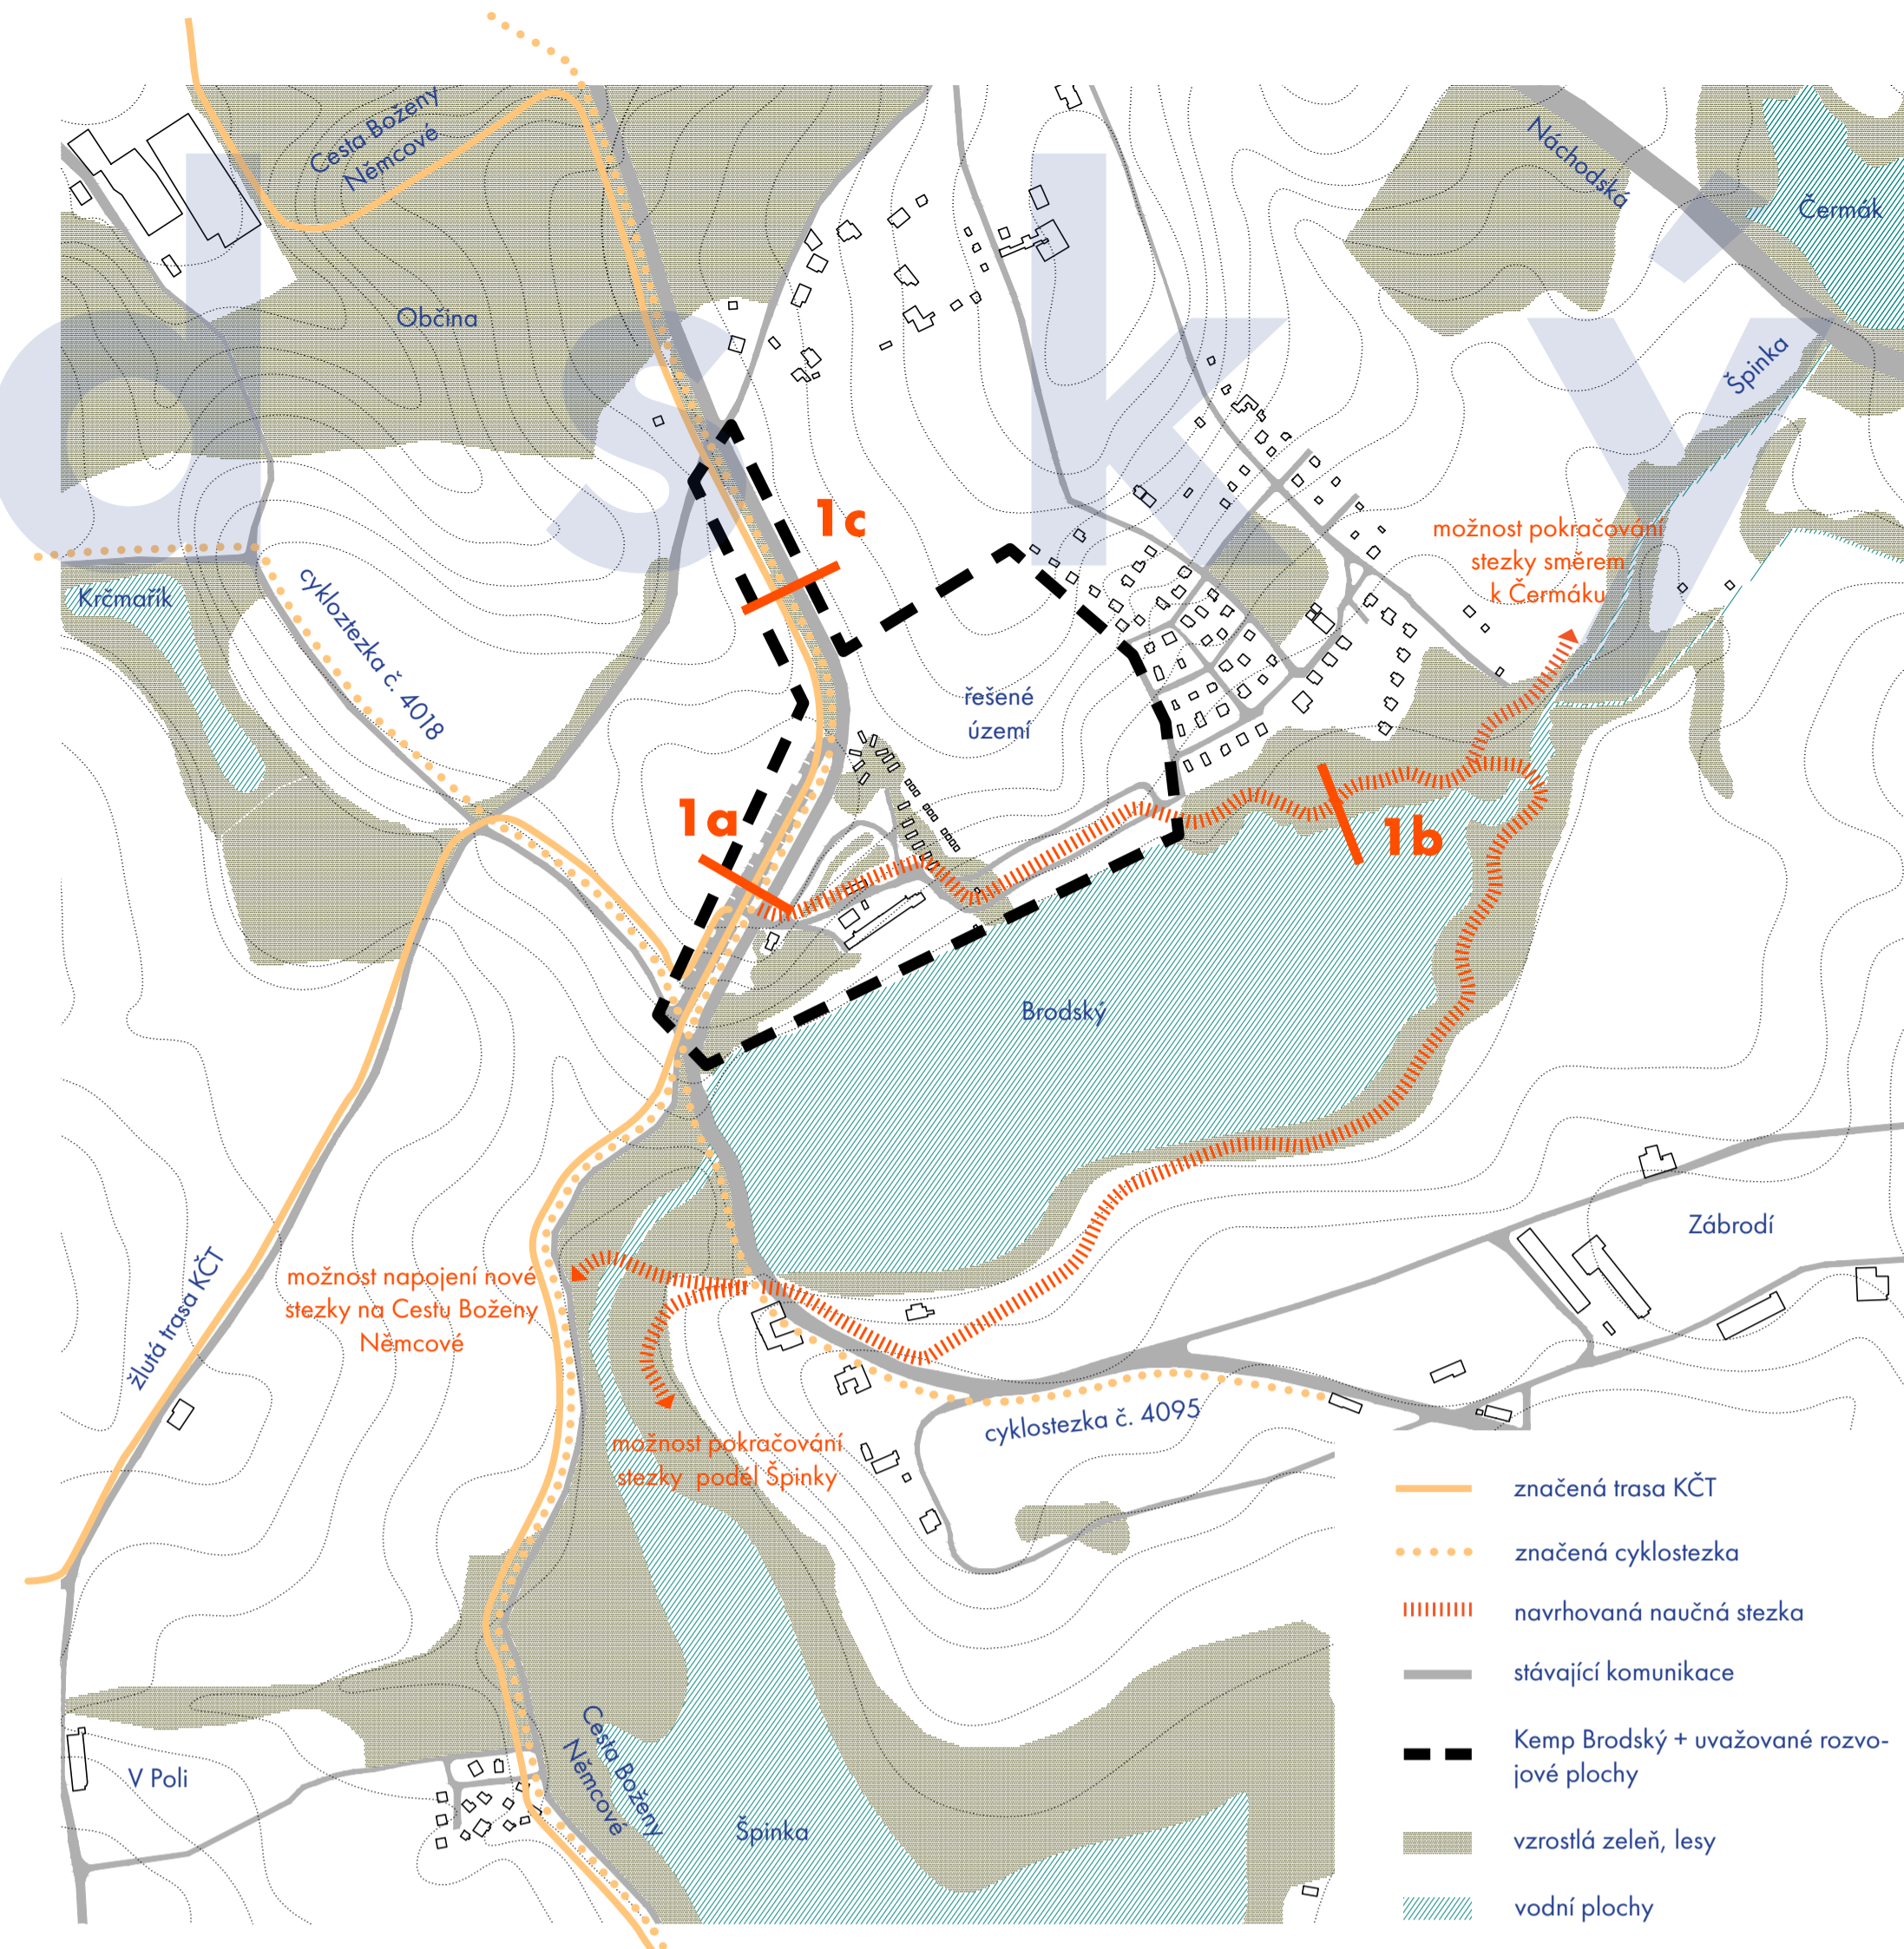 Cesta Boženy
Němcové
Náchodská
Čermák
Občina
Špinka
d s k ý
1c
možnost pokračování
stezky směrem
k Čermáku
Krčmařík
cykloztezka č. 4018
řešené
území
1a
1b
Brodský
Zábrodí
žlutá trasa KČT
možnost napojení nové
stezky na Cestu Boženy
Němcové
cyklostezka č. 4095
možnost pokračování
stezky podél Špinky
V Poli
Cesta Boženy
Němcové
Špinka
značená trasa KČT
značená cyklostezka
navrhovaná naučná stezka
stávající komunikace
Kemp Brodský + uvažované rozvo-
jové plochy
vzrostlá zeleň, lesy
vodní plochy